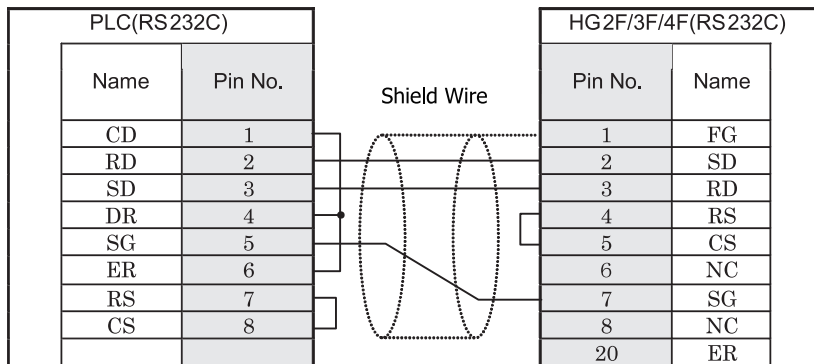 PLC(RS232C) HG2F/3F/4F(RS232C)
Name Pin No. Shield Wire Pin No. Name
CD 1 1 FG
RD 2 2 SD
SD 3 3 RD
DR 4 4 RS
SG 5 5 CS
ER 6 6 NC
RS 7 7 SG
CS 8 8 NC
20 ER